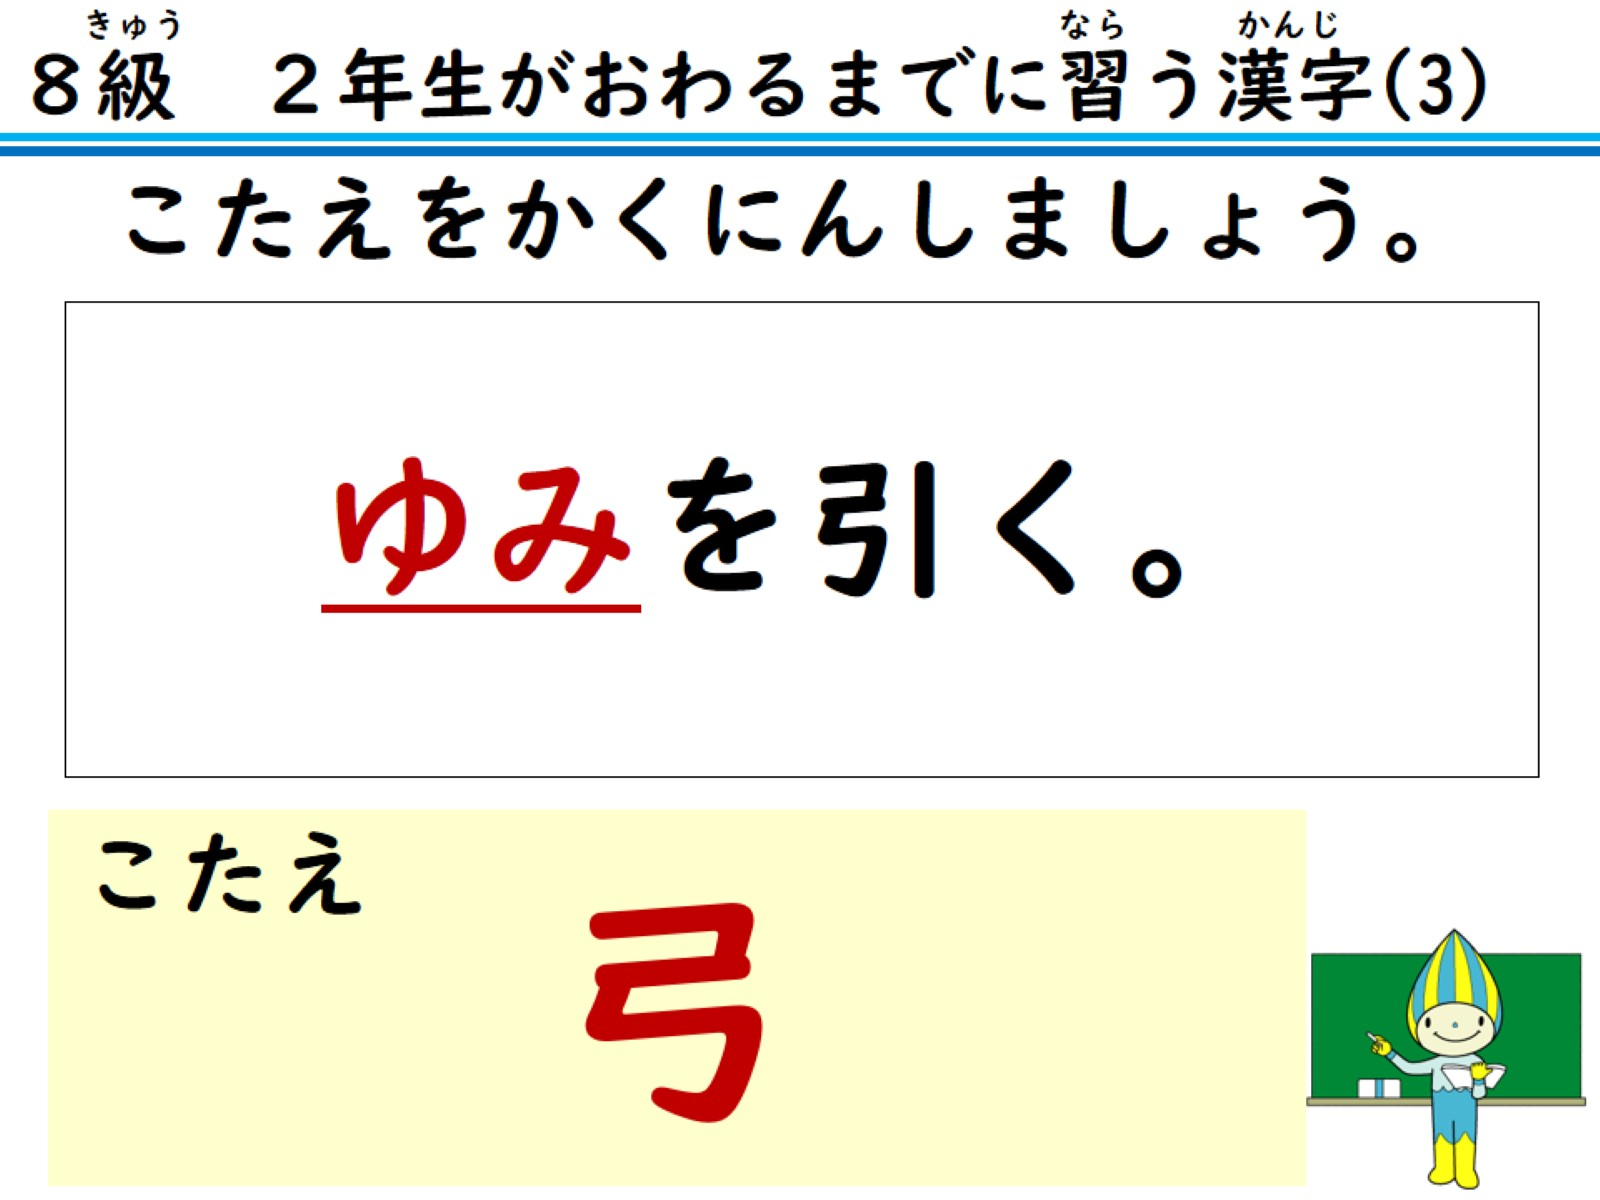 きゅう なら かんじ
８級　２年生がおわるまでに習う漢字(3)
こたえをかくにんしましょう。
ゆみを引く。
こたえ
弓